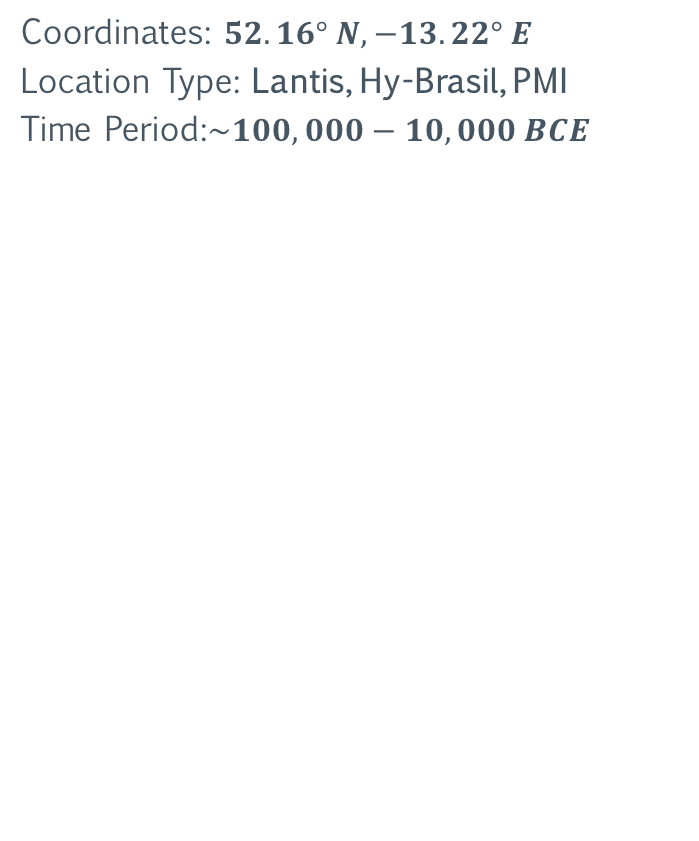 Coordinates: 52.16° N, −13.22° E
Location Type: Lantis, Hy-Brasil, PMI
Time Period:~100,000 − 10,000 BCE